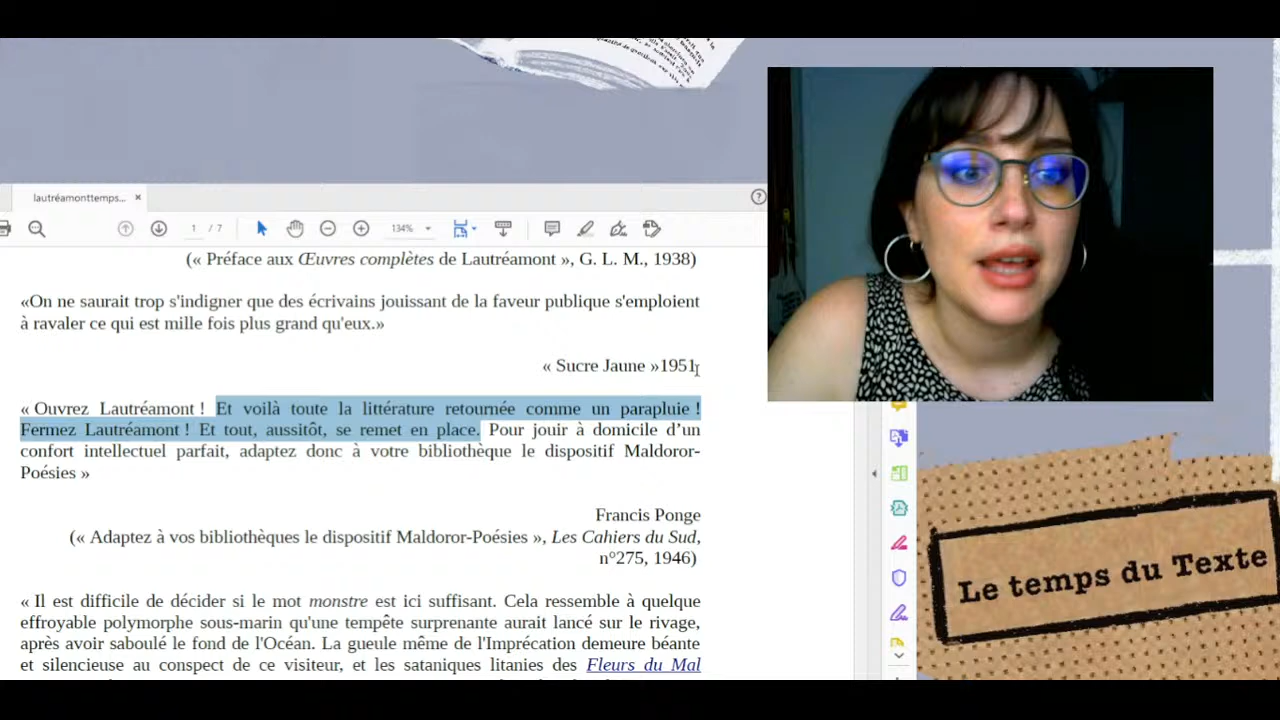 lautréamonttemps...
1 / 7
134%
(« Préface aux Œuvres complètes de Lautréamont », G. L. M., 1938)
«On ne saurait trop s'indigner que des écrivains jouissant de la faveur publique s'emploient
à ravaler ce qui est mille fois plus grand qu'eux.»
« Sucre Jaune »1951
« Ouvrez Lautréamont ! Et voilà toute la littérature retournée comme un parapluie !
Fermez Lautréamont ! Et tout, aussitôt, se remet en place. Pour jouir à domicile d’un
confort intellectuel parfait, adaptez donc à votre bibliothèque le dispositif Maldoror-
Poésies »
Francis Ponge
(« Adaptez à vos bibliothèques le dispositif Maldoror-Poésies », Les Cahiers du Sud,
n°275, 1946)
« Il est difficile de décider si le mot monstre est ici suffisant. Cela ressemble à quelque
effroyable polymorphe sous-marin qu'une tempête surprenante aurait lancé sur le rivage,
après avoir saboulé le fond de l'Océan. La gueule même de l'Imprécation demeure béante
et silencieuse au conspect de ce visiteur, et les sataniques litanies des Fleurs du Mal
Le temps du Texte